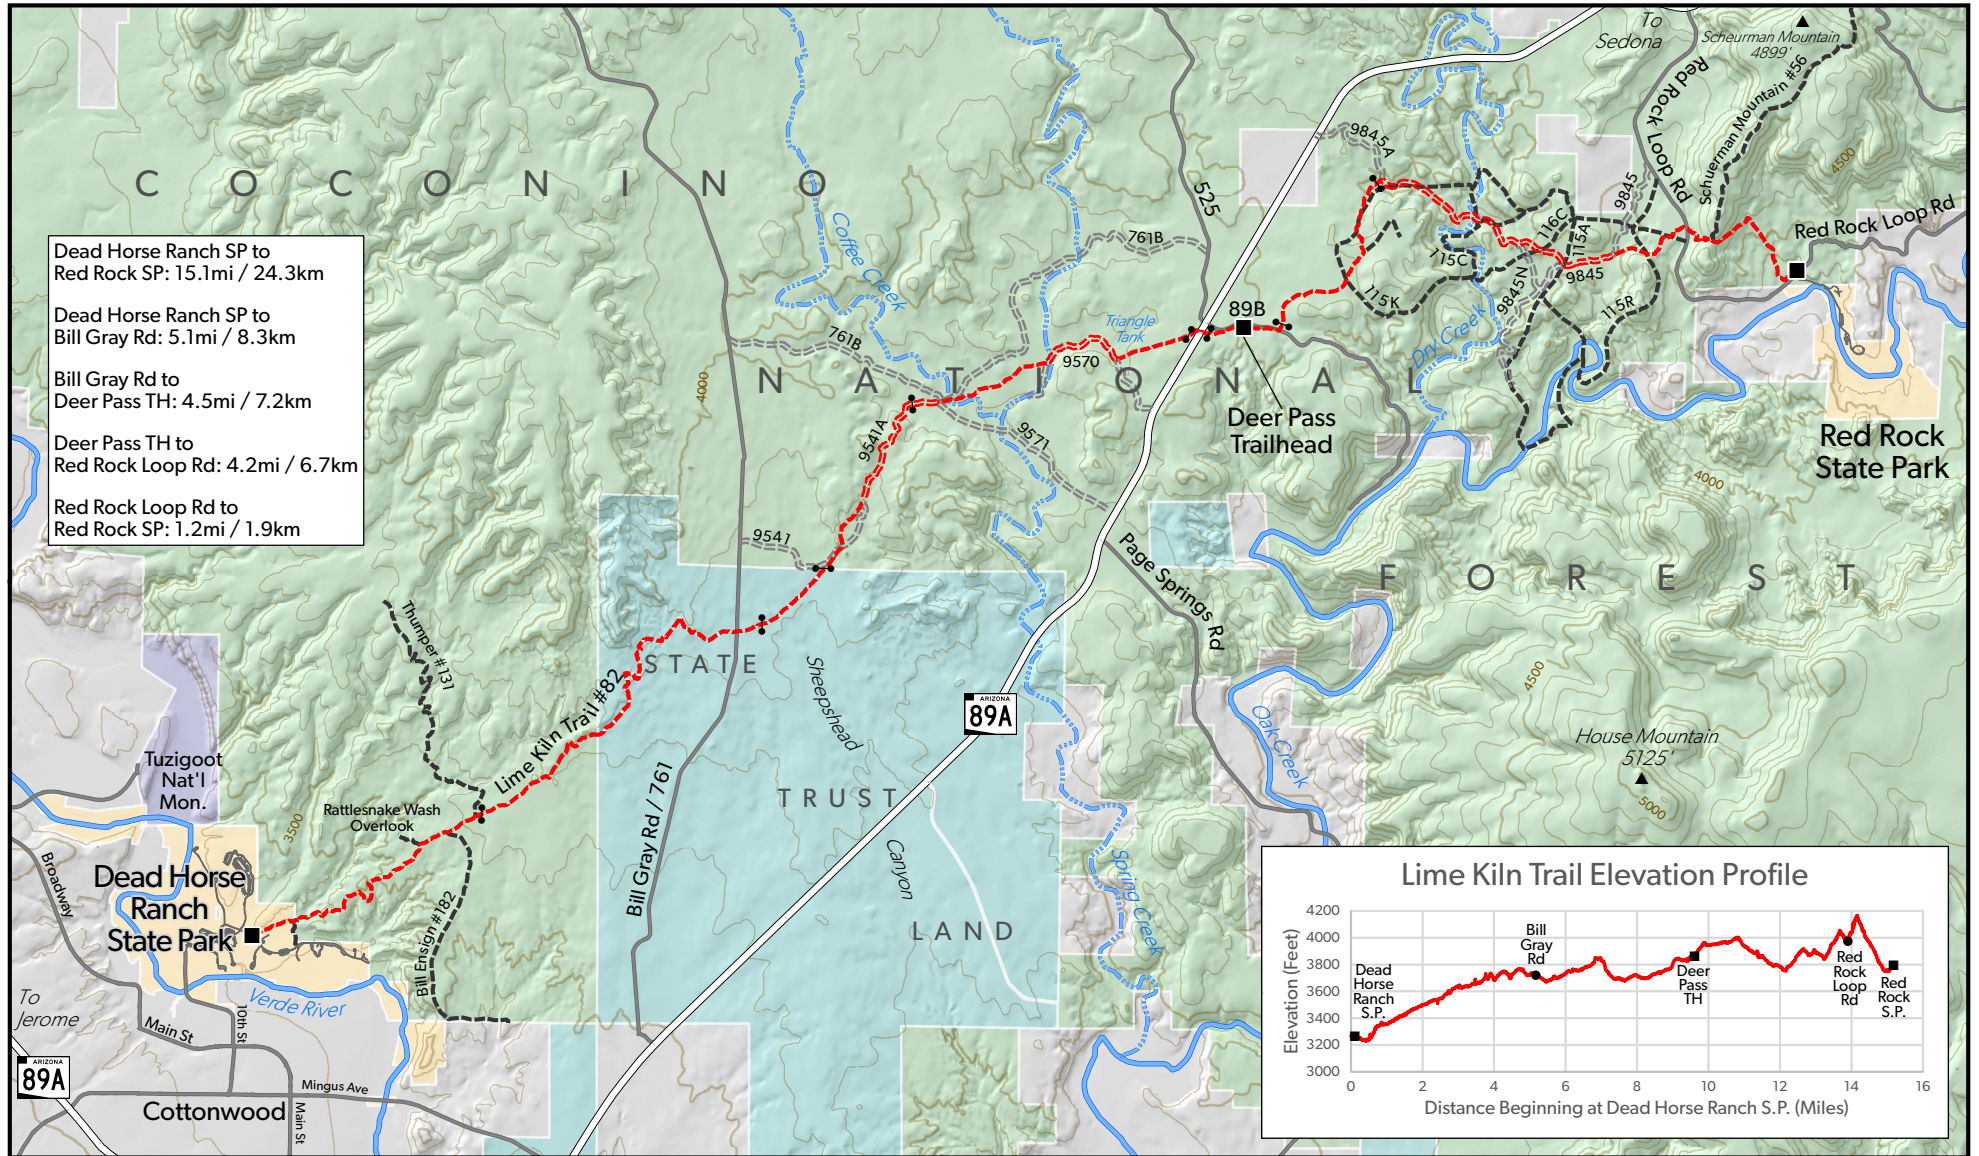 To
Sedona
Scheurman Mountain
4899'
Schuerman Mountain #56
Red Rock Loop Rd
4500
9845A
C O C O N I N O
525
9845
116C
115A
Red Rock Loop Rd
Coffee Creek
761B
115C
9845N
9845
115K
115R
Dead Horse Ranch SP to
Red Rock SP: 15.1mi / 24.3km
Dead Horse Ranch SP to
Bill Gray Rd: 5.1mi / 8.3km
Bill Gray Rd to
Deer Pass TH: 4.5mi / 7.2km
Deer Pass TH to
Red Rock Loop Rd: 4.2mi / 6.7km
Red Rock Loop Rd to
Red Rock SP: 1.2mi / 1.9km
89B
Triangle
Tank
761B
9570
Dry Creek
4000
N A T I O N A L
Deer Pass
Trailhead
9571
9541A
Red Rock
State Park
4000
9541
Page Springs Rd
F O R E S T
Thumper #131
STATE
Sheepshead
Lime Kiln Trail #82
4500
ARIZONA
89A
Oak Creek
House Mountain
5125'
5000
Tuzigoot
Nat'l
Mon.
Bill Gray Rd / 761
TRUST
Rattlesnake Wash
Overlook
3500
Canyon
Spring Creek
Broadway
Dead Horse
Ranch
State Park
Bill Ensign #182
LAND
Verde River
To
Jerome
Main St
10th St
ARIZONA
89A
Mingus Ave
Cottonwood
Main St
Lime Kiln Trail Elevation Profile
Elevation (Feet)
4200
4000
3800
3600
3400
3200
3000
Dead
Horse
Ranch
S.P.
Bill
Gray
Rd
Deer
Pass
TH
Red
Rock
Loop
Rd
Red
Rock
S.P.
0 2 4 6 8 10 12 14 16
Distance Beginning at Dead Horse Ranch S.P. (Miles)